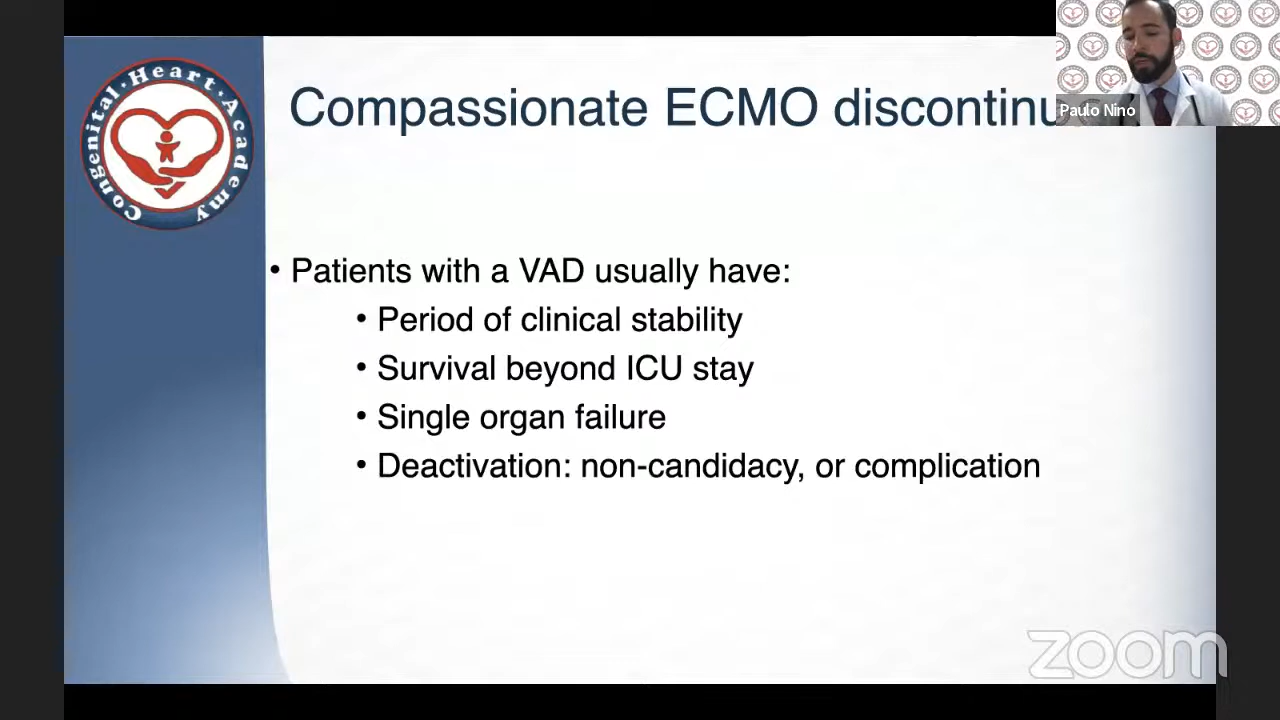 Congenital · Heart · Academy
Compassionate ECMO discontinu
Paulo Nino
• Patients with a VAD usually have:
• Period of clinical stability
• Survival beyond ICU stay
• Single organ failure
• Deactivation: non-candidacy, or complication
zoom